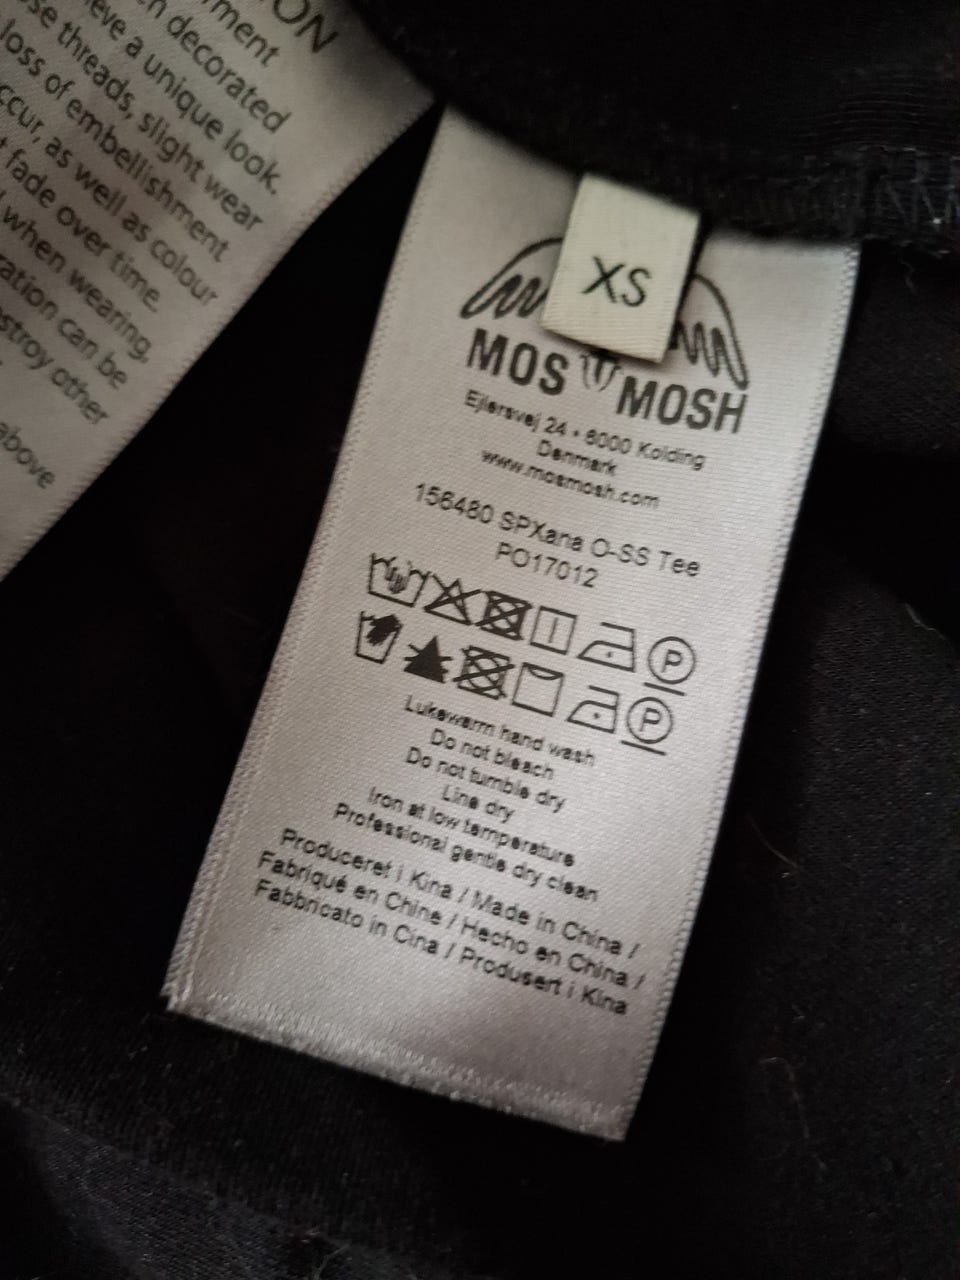 ON
rment
n decorated
eve a unique look.
se threads, slight wear
loss of embellishment
ccur, as well as colour
t fade over time.
when wearing.
ration can be
stroy other
above
XS
MOS MOSH
Ejlersvej 24 • 6000 Kolding
Denmark
www.mosmosh.com
156480 SPXana O-SS Tee
PO17012
P
P
Lukewarm hand wash
Do not bleach
Do not tumble dry
Line dry
Iron at low temperature
Professional gentle dry clean
Produceret i Kina / Made in China /
Fabriqué en Chine / Hecho en China /
Fabbricato in Cina / Produsert i Kina